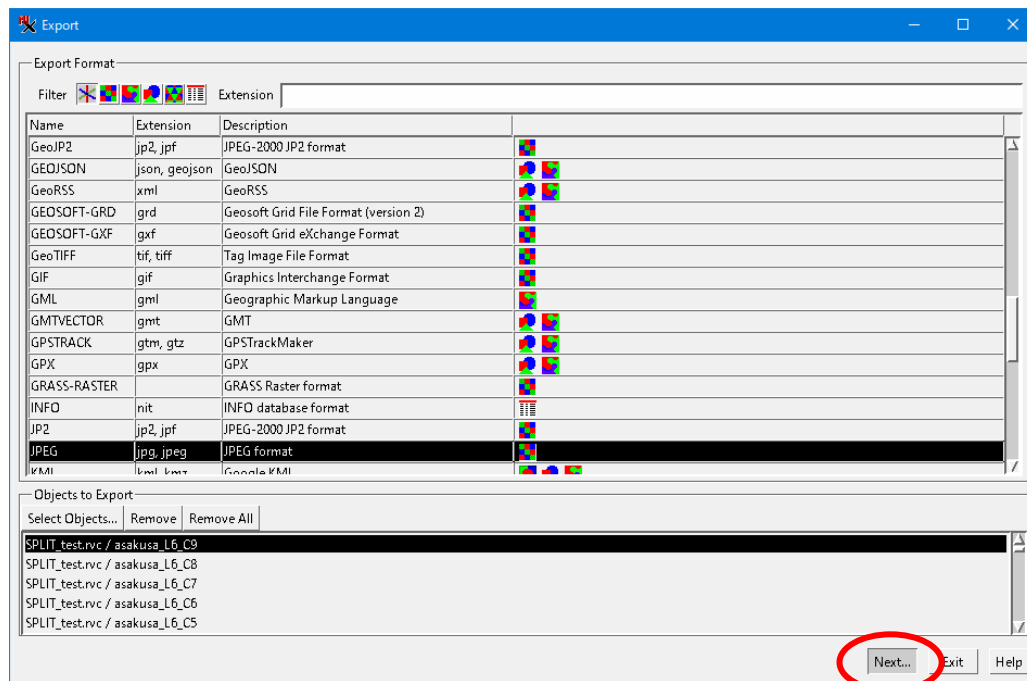 Export
Export Format
Filter Extension
Name Extension Description
GeoJP2 jp2, jpf JPEG-2000 JP2 format
GEOJSON json, geojson GeoJSON
GeoRSS xml GeoRSS
GEOSOFT-GRD grd Geosoft Grid File Format (version 2)
GEOSOFT-GXF gxf Geosoft Grid eXchange Format
GeoTIFF tif, tiff Tag Image File Format
GIF gif Graphics Interchange Format
GML gml Geographic Markup Language
GMTVECTOR gmt GMT
GPSTRACK gtm, gtz GPSTrackMaker
GPX gpx GPX
GRASS-RASTER GRASS Raster format
INFO nit INFO database format
JP2 jp2, jpf JPEG-2000 JP2 format
JPEG jpg, jpeg JPEG format
KML kml, kmz Google KML
Objects to Export
Select Objects... Remove Remove All
SPLIT_test.rvc / asakusa_L6_C9
SPLIT_test.rvc / asakusa_L6_C8
SPLIT_test.rvc / asakusa_L6_C7
SPLIT_test.rvc / asakusa_L6_C6
SPLIT_test.rvc / asakusa_L6_C5
Next... Exit Help